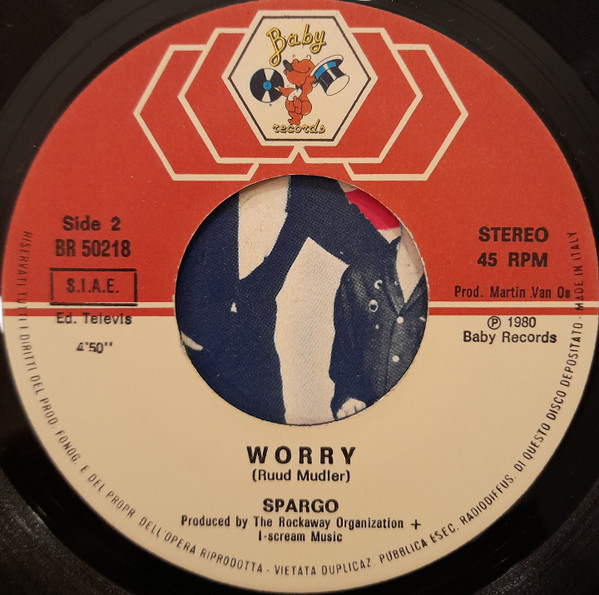 Baby
records
Side 2
BR 50218
S.I.A.E.
Ed. Televis
4'50"
STEREO
45 RPM
Prod. Martin Van Os
℗ 1980
Baby Records
WORRY
(Ruud Mudler)
SPARGO
Produced by The Rockaway Organization +
I-scream Music
RISERVATI TUTTI I DIRITTI DEL PROD. FONOG. E DEL PROPR. DELL'OPERA RIPRODOTTA - VIETATA DUPLICAZ. PUBBLICA ESEC. RADIODIFFUS. DI QUESTO DISCO DEPOSITATO - MADE IN ITALY